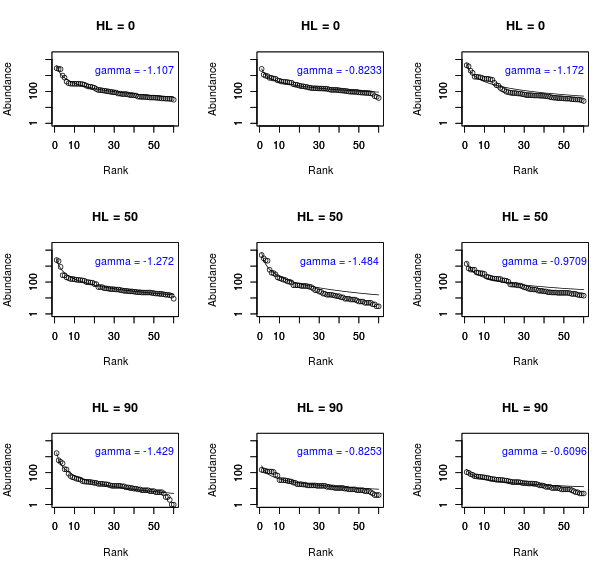 HL = 0
HL = 0
HL = 0
Abundance
100
1
gamma = -1.107
Abundance
100
1
gamma = -0.8233
Abundance
100
1
gamma = -1.172
0 10 30 50
0 10 30 50
0 10 30 50
Rank
Rank
Rank
HL = 50
HL = 50
HL = 50
Abundance
100
1
gamma = -1.272
Abundance
100
1
gamma = -1.484
Abundance
100
1
gamma = -0.9709
0 10 30 50
0 10 30 50
0 10 30 50
Rank
Rank
Rank
HL = 90
HL = 90
HL = 90
Abundance
100
1
gamma = -1.429
Abundance
100
1
gamma = -0.8253
Abundance
100
1
gamma = -0.6096
0 10 30 50
0 10 30 50
0 10 30 50
Rank
Rank
Rank